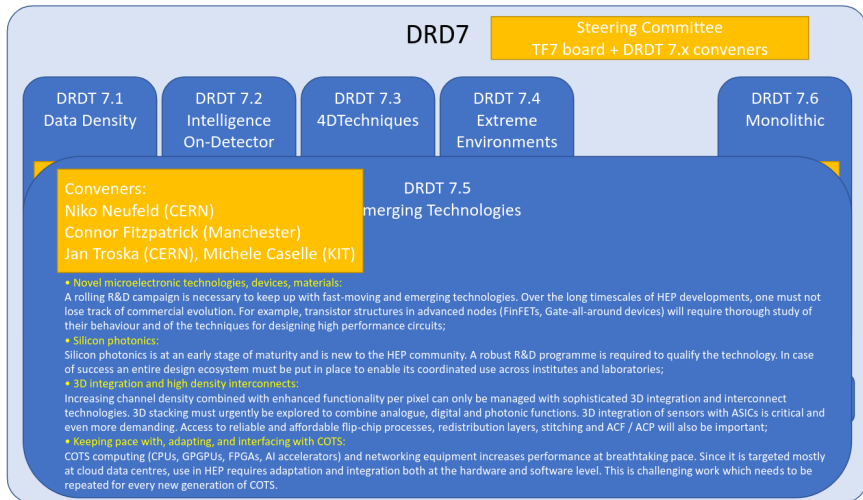 DRD7
Steering Committee
TF7 board + DRDT 7.x conveners
DRDT 7.1
Data Density
DRDT 7.2
Intelligence
On-Detector
DRDT 7.3
4DTechniques
DRDT 7.4
Extreme
Environments
DRDT 7.6
Monolithic
DRDT 7.5
merging Technologies
Conveners:
Niko Neufeld (CERN)
Connor Fitzpatrick (Manchester)
Jan Troska (CERN), Michele Caselle (KIT)
• Novel microelectronic technologies, devices, materials:
A rolling R&D campaign is necessary to keep up with fast-moving and emerging technologies. Over the long timescales of HEP developments, one must not
lose track of commercial evolution. For example, transistor structures in advanced nodes (FinFETs, Gate-all-around devices) will require thorough study of
their behaviour and of the techniques for designing high performance circuits;
• Silicon photonics:
Silicon photonics is at an early stage of maturity and is new to the HEP community. A robust R&D programme is required to qualify the technology. In case
of success an entire design ecosystem must be put in place to enable its coordinated use across institutes and laboratories;
• 3D integration and high density interconnects:
Increasing channel density combined with enhanced functionality per pixel can only be managed with sophisticated 3D integration and interconnect
technologies. 3D stacking must urgently be explored to combine analogue, digital and photonic functions. 3D integration of sensors with ASICs is critical and
even more demanding. Access to reliable and affordable flip-chip processes, redistribution layers, stitching and ACF / ACP will also be important;
• Keeping pace with, adapting, and interfacing with COTS:
COTS computing (CPUs, GPGPUs, FPGAs, AI accelerators) and networking equipment increases performance at breathtaking pace. Since it is targeted mostly
at cloud data centres, use in HEP requires adaptation and integration both at the hardware and software level. This is challenging work which needs to be
repeated for every new generation of COTS.